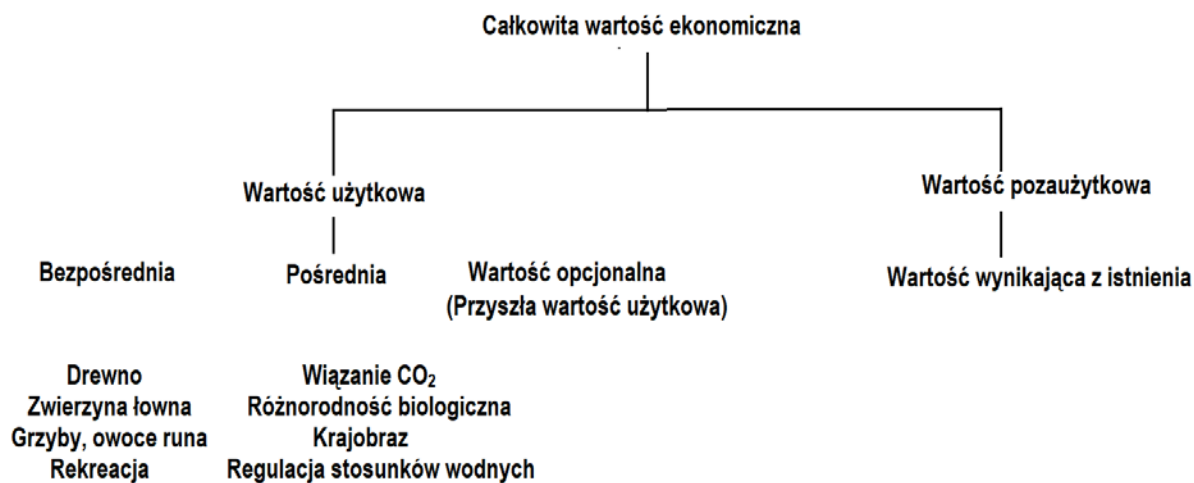 Całkowita wartość ekonomiczna
Wartość użytkowa
Wartość pozaużytkowa
Bezpośrednia
Pośrednia
Wartość opcjonalna
(Przyszła wartość użytkowa)
Wartość wynikająca z istnienia
Drewno
Zwierzyna łowna
Grzyby, owoce runa
Rekreacja
Wiązanie CO₂
Różnorodność biologiczna
Krajobraz
Regulacja stosunków wodnych